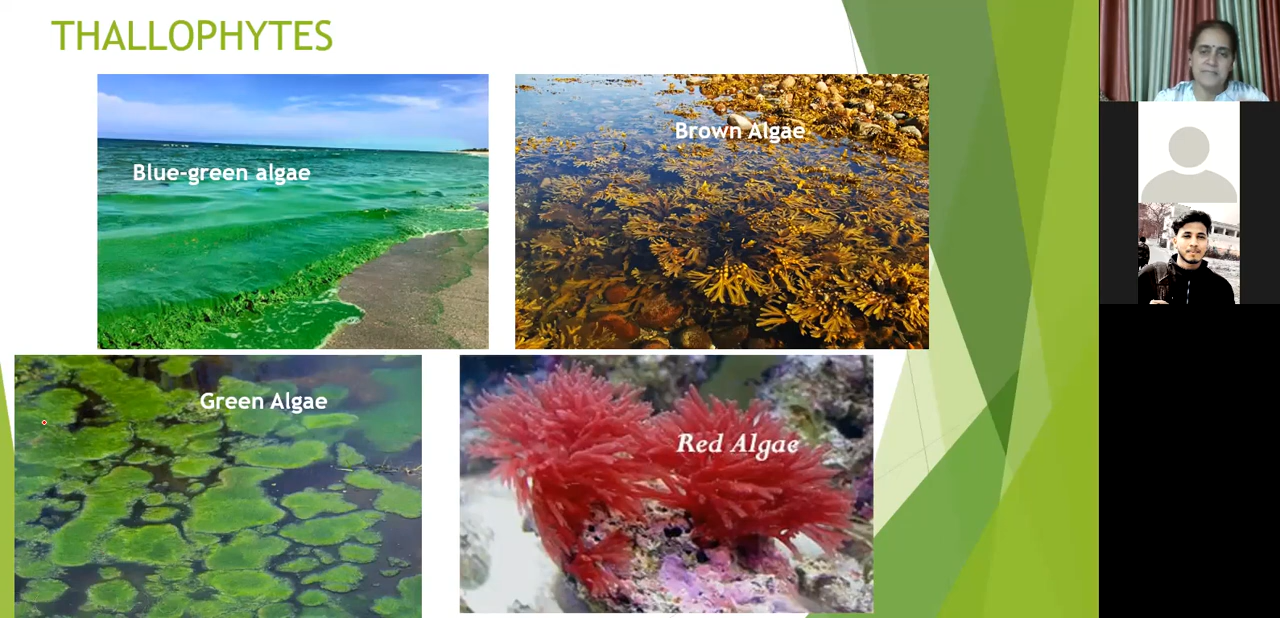 THALLOPHYTES
Blue-green algae
Brown Algae
Green Algae
Red Algae